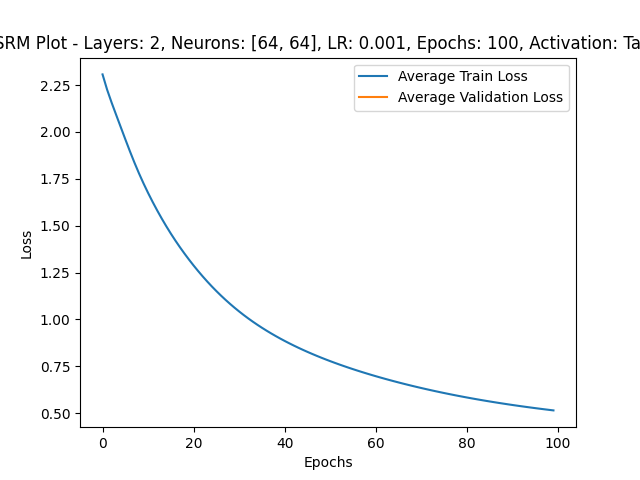 SRM Plot - Layers: 2, Neurons: [64, 64], LR: 0.001, Epochs: 100, Activation: Ta
Average Train Loss
Average Validation Loss
2.25
2.00
1.75
1.50
1.25
1.00
0.75
0.50
Loss
0 20 40 60 80 100
Epochs